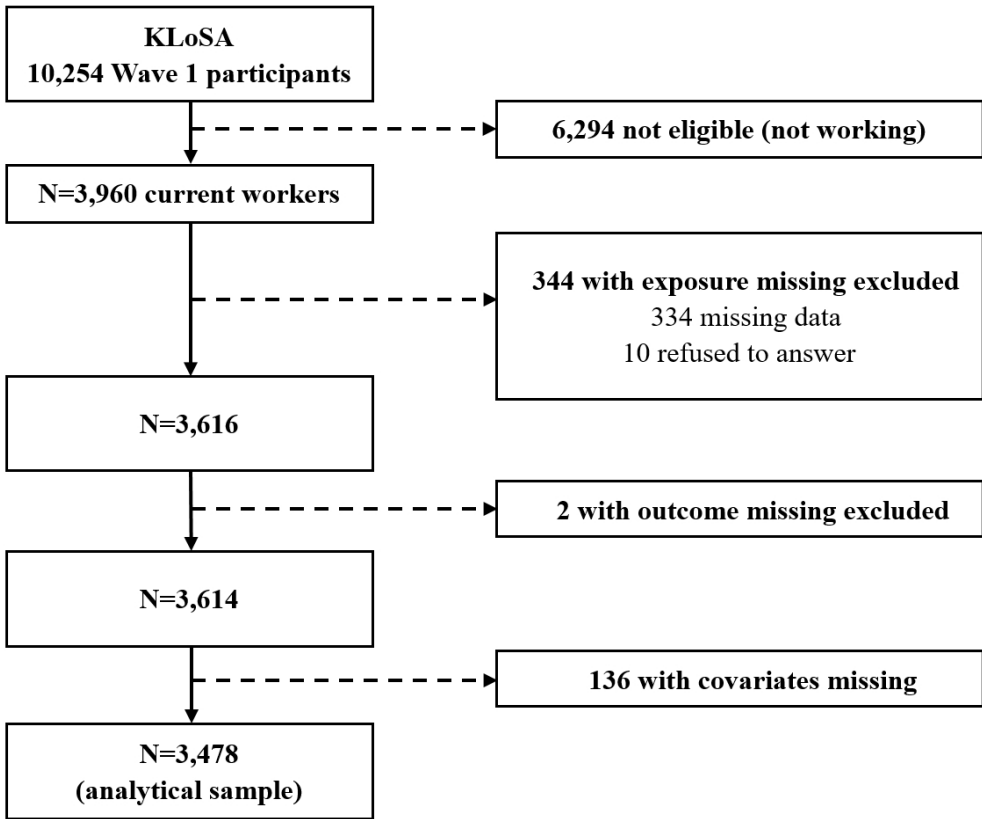 KLoSA
10,254 Wave 1 participants
6,294 not eligible (not working)
N=3,960 current workers
344 with exposure missing excluded
334 missing data
10 refused to answer
N=3,616
2 with outcome missing excluded
N=3,614
136 with covariates missing
N=3,478
(analytical sample)